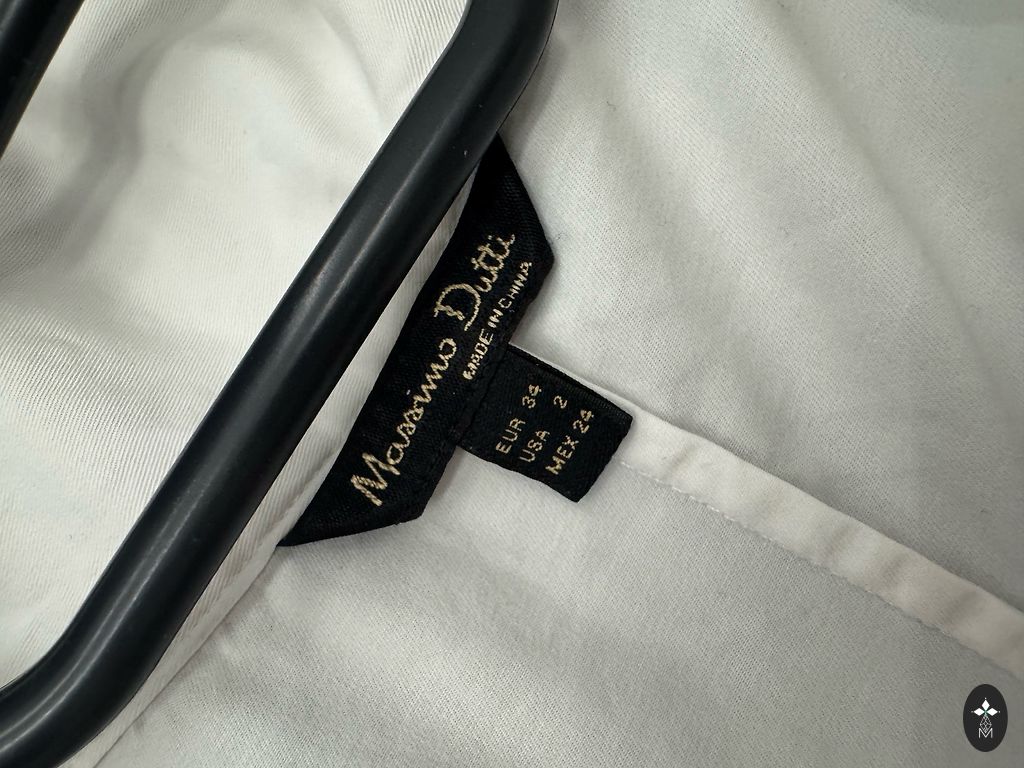 Massimo Dutti
MADE IN CHINA
EUR 34
USA 2
MEX 24
M